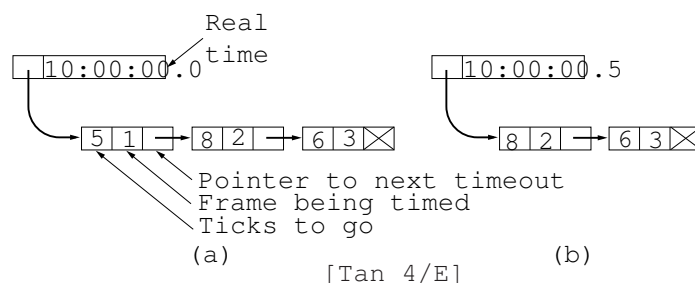 Real
time
10:00:00.0
10:00:00.5
5 1 8 2 6 3
8 2 6 3
Pointer to next timeout
Frame being timed
Ticks to go
(a)
(b)
[Tan 4/E]